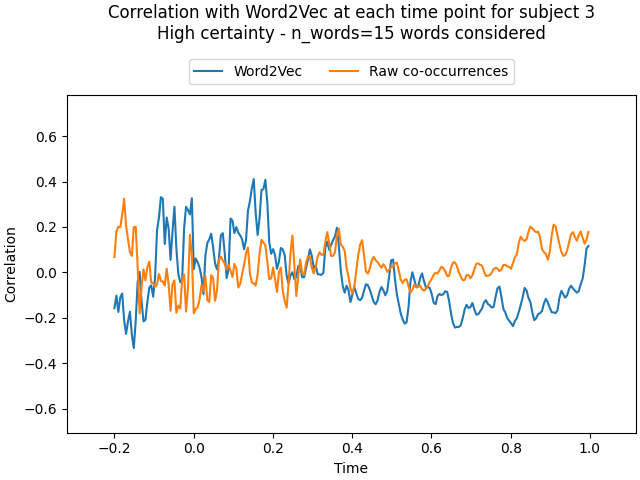 Correlation with Word2Vec at each time point for subject 3
High certainty - n_words=15 words considered
Word2Vec
Raw co-occurrences
Correlation
0.6
0.4
0.2
0.0
−0.2
−0.4
−0.6
−0.2
0.0
0.2
0.4
0.6
0.8
1.0
Time